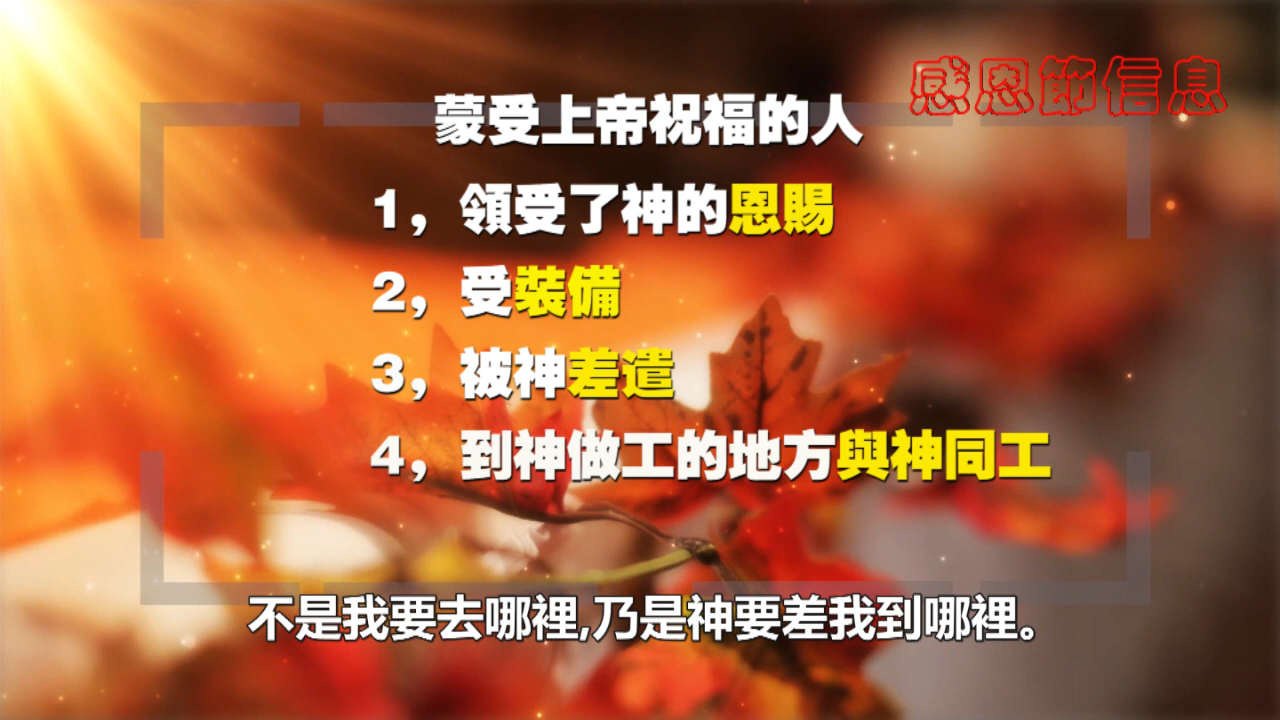 感恩節信息
蒙受上帝祝福的人
1，領受了神的恩賜
2，受裝備
3，被神差遣
4，到神做工的地方與神同工
不是我要去哪裡,乃是神要差我到哪裡。